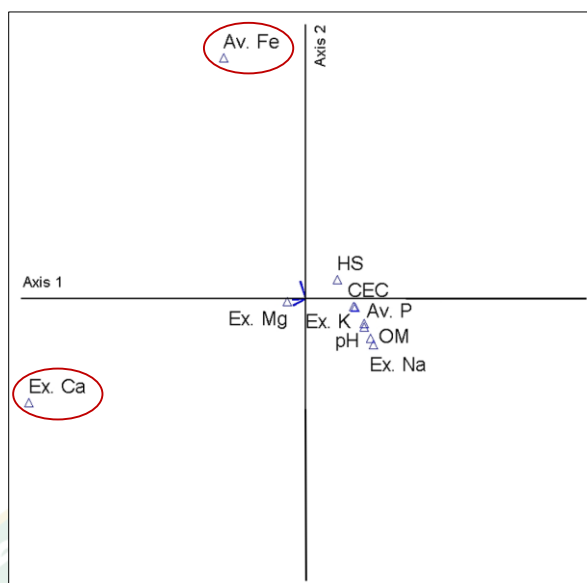 Av. Fe
Axis 2
HS
Axis 1
CEC
Ex. Mg
Ex. K
Av. P
pH
OM
Ex. Na
Ex. Ca